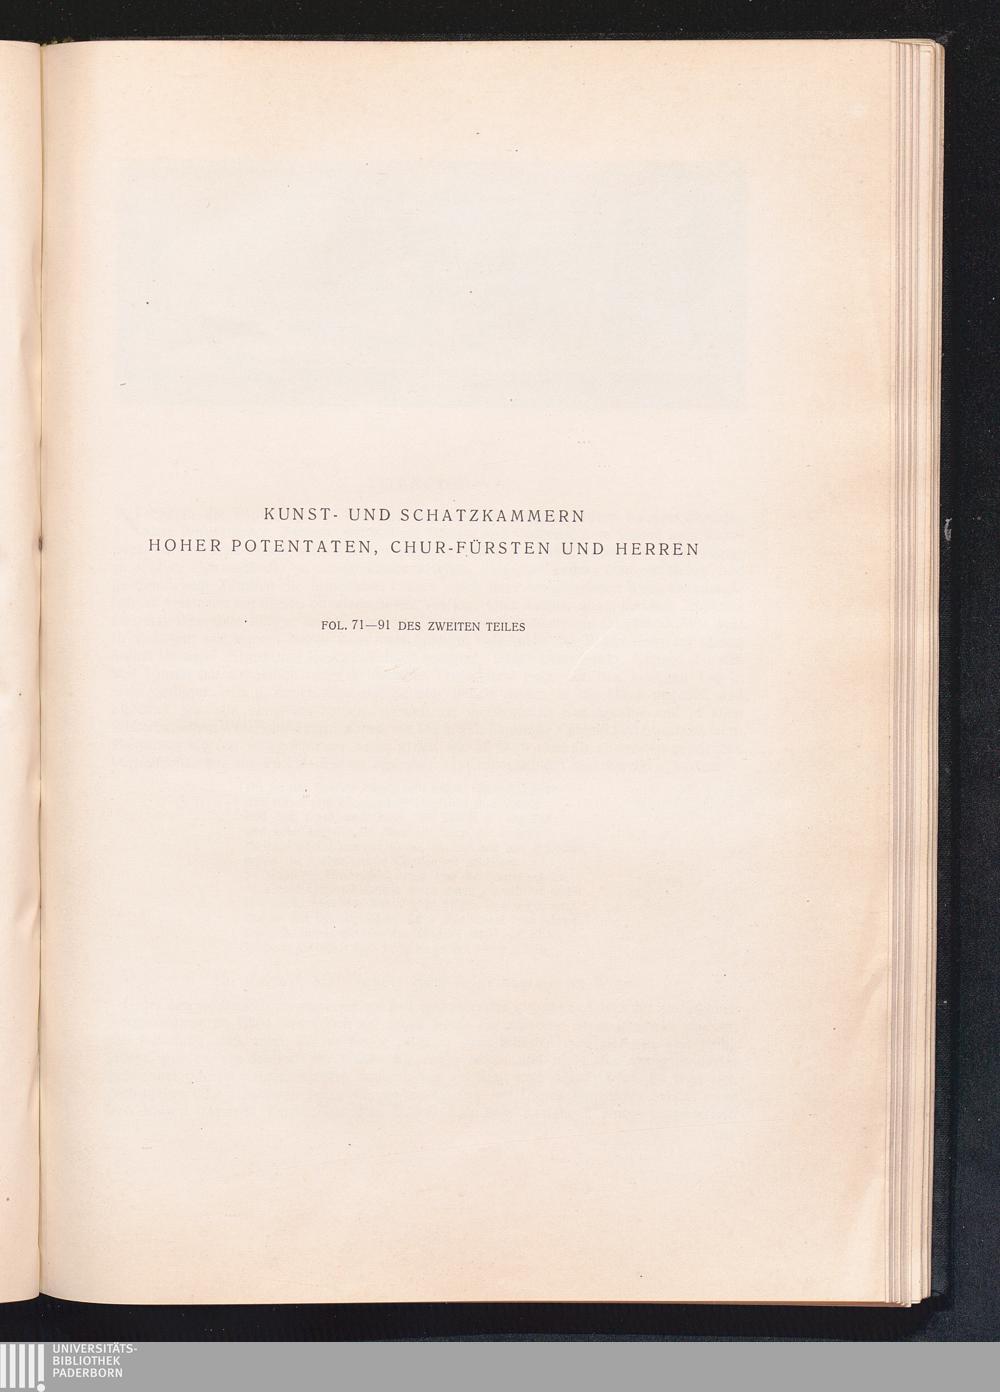 KUNST- UND SCHATZKAMMERN
HOHER POTENTATEN, CHUR-FÜRSTEN UND HERREN
FOL. 71—91 DES ZWEITEN TEILES
UNIVERSITÄTS-
BIBLIOTHEK
PADERBORN